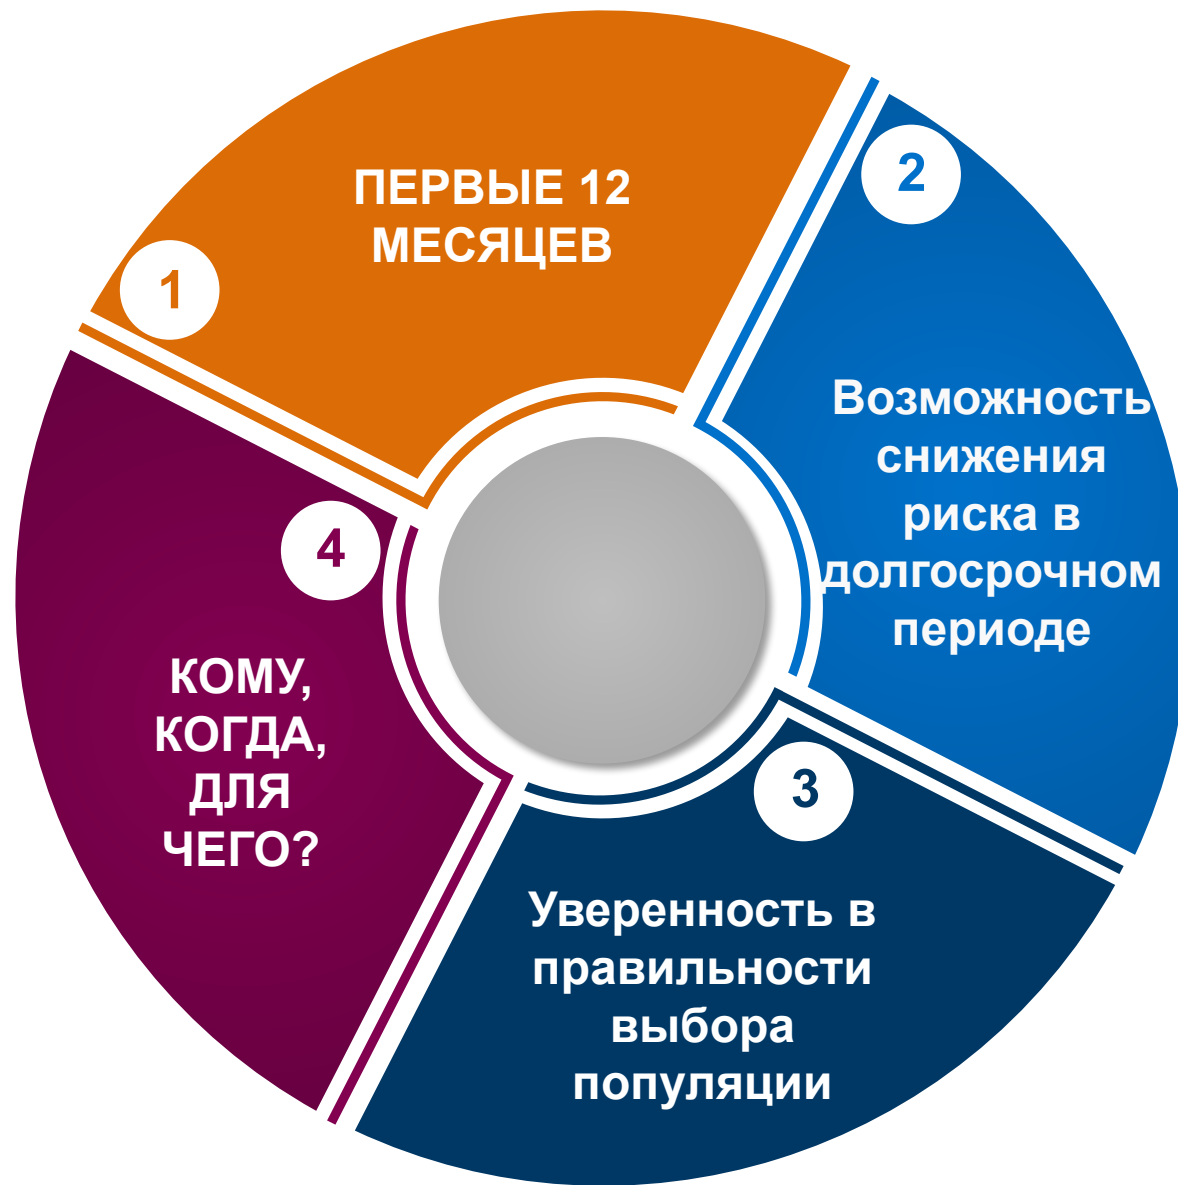 1
ПЕРВЫЕ 12
МЕСЯЦЕВ
2
Возможность
снижения
риска в
долгосрочном
периоде
3
Уверенность в
правильности
выбора
популяции
4
КОМУ,
КОГДА,
ДЛЯ
ЧЕГО?